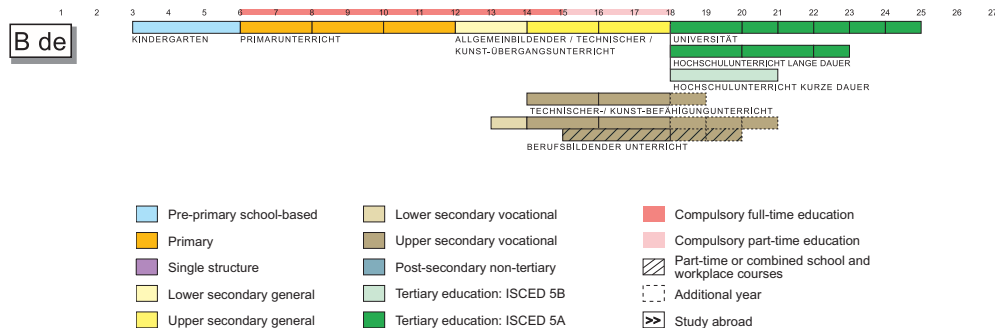 1 2 3 4 5 6 7 8 9 10 11 12 13 14 15 16 17 18 19 20 21 22 23 24 25 26 27
B de
KINDERGARTEN PRIMARUNTERRICHT ALLGEMEINBILDENDER / TECHNISCHER / UNIVERSITÄT
KUNST-ÜBERGANGSUNTERRICHT
HOCHSCHULUNTERRICHT LANGE DAUER
HOCHSCHULUNTERRICHT KURZE DAUER
TECHNISCHER-/ KUNST-BEFÄHIGUNGUNTERRICHT
BERUFSBILDENDER UNTERRICHT
Pre-primary school-based
Primary
Single structure
Lower secondary general
Upper secondary general
Lower secondary vocational
Upper secondary vocational
Post-secondary non-tertiary
Tertiary education: ISCED 5B
Tertiary education: ISCED 5A
Compulsory full-time education
Compulsory part-time education
Part-time or combined school and
workplace courses
Additional year
>> Study abroad